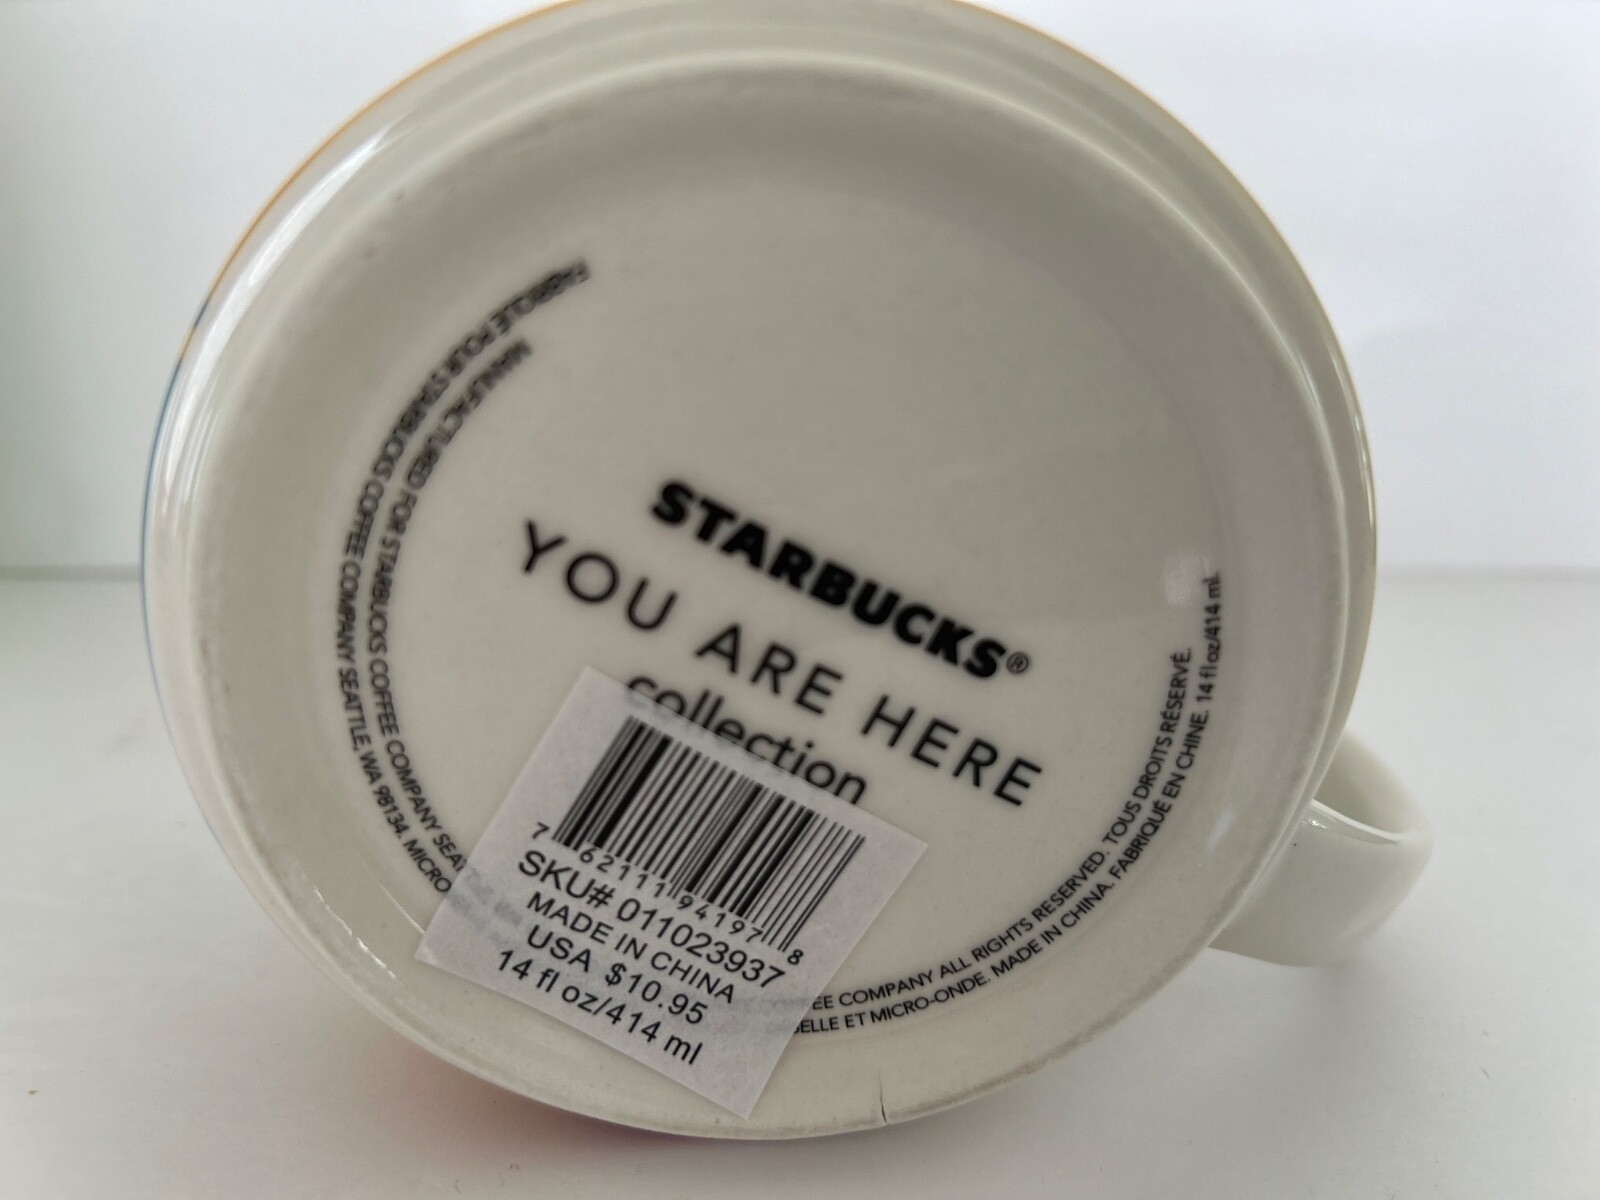 STARBUCKS®
YOU ARE HERE
collection
FABRIQUÉ POUR STARBUCKS COFFEE COMPANY SEATTLE, WA 98134. MICRO
MANUFACTURED FOR STARBUCKS COFFEE COMPANY SEA
FEE COMPANY ALL RIGHTS RESERVED. TOUS DROITS RÉSERVÉ.
ELLE ET MICRO-ONDE. MADE IN CHINA. FABRIQUÉ EN CHINE. 14 fl oz/414 ml.
7 62111 94197 8
SKU# 011023937
MADE IN CHINA
USA $10.95
14 fl oz/414 ml